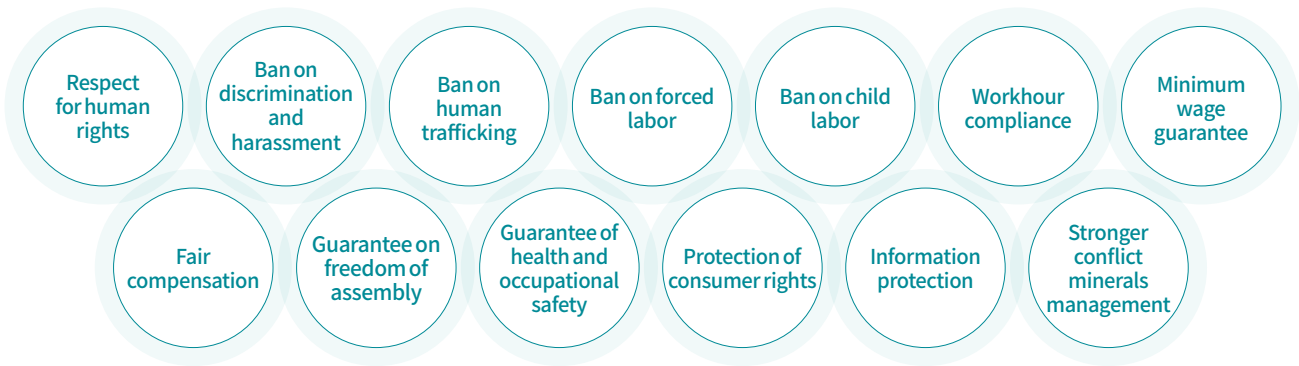 Respect
for human
rights
Ban on
discrimination
and
harassment
Ban on
human
trafficking
Ban on forced
labor
Ban on child
labor
Workhour
compliance
Minimum
wage
guarantee
Fair
compensation
Guarantee on
freedom of
assembly
Guarantee of
health and
occupational
safety
Protection of
consumer rights
Information
protection
Stronger
conflict
minerals
management